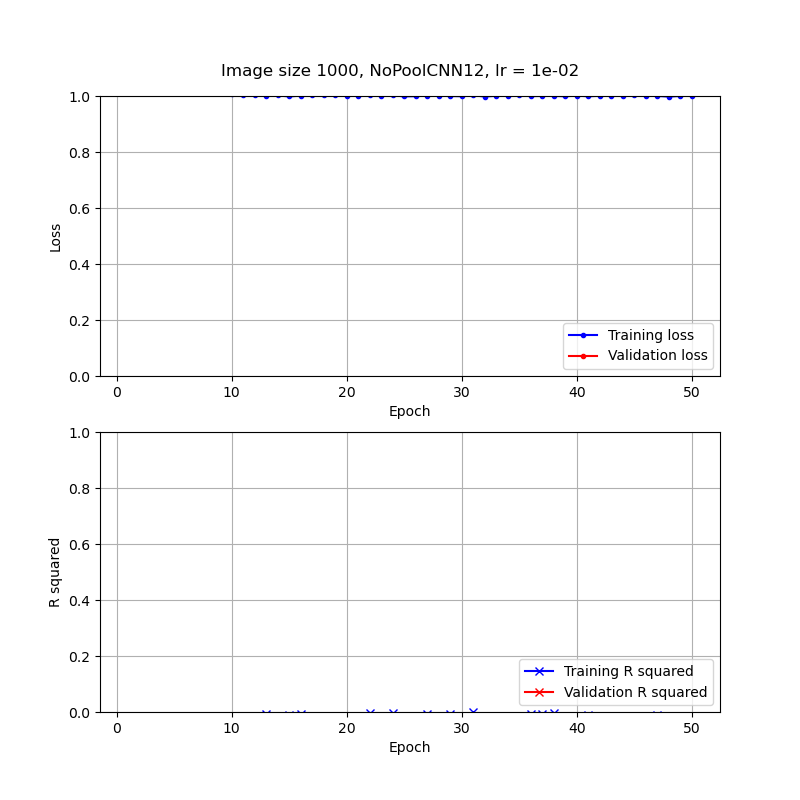 Image size 1000, NoPoolCNN12, lr = 1e-02
1.0
0.8
0.6
0.4
0.2
0.0
Loss
Training loss
Validation loss
0 10 20 30 40 50
Epoch
1.0
0.8
0.6
0.4
0.2
0.0
R squared
Training R squared
Validation R squared
0 10 20 30 40 50
Epoch